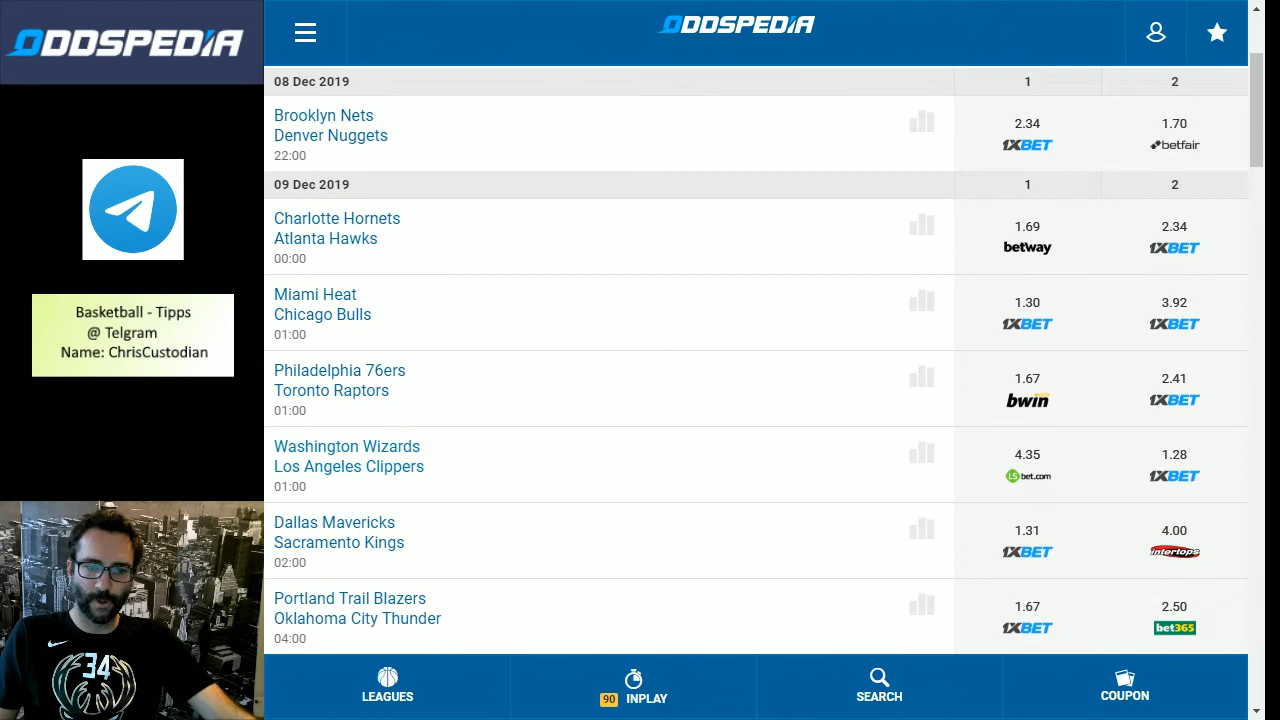 ODDSPEDIA
Basketball - Tipps
@ Telgram
Name: ChrisCustodian
34
ODDSPEDIA
08 Dec 2019 1 2
Brooklyn Nets
Denver Nuggets
22:00
2.34 1.70
1XBET betfair
09 Dec 2019 1 2
Charlotte Hornets
Atlanta Hawks
00:00
1.69 2.34
betway 1XBET
Miami Heat
Chicago Bulls
01:00
1.30 3.92
1XBET 1XBET
Philadelphia 76ers
Toronto Raptors
01:00
1.67 2.41
bwin 1XBET
Washington Wizards
Los Angeles Clippers
01:00
4.35 1.28
LSbet.com 1XBET
Dallas Mavericks
Sacramento Kings
02:00
1.31 4.00
1XBET intertops
Portland Trail Blazers
Oklahoma City Thunder
04:00
1.67 2.50
1XBET bet365
LEAGUES 90 INPLAY SEARCH COUPON